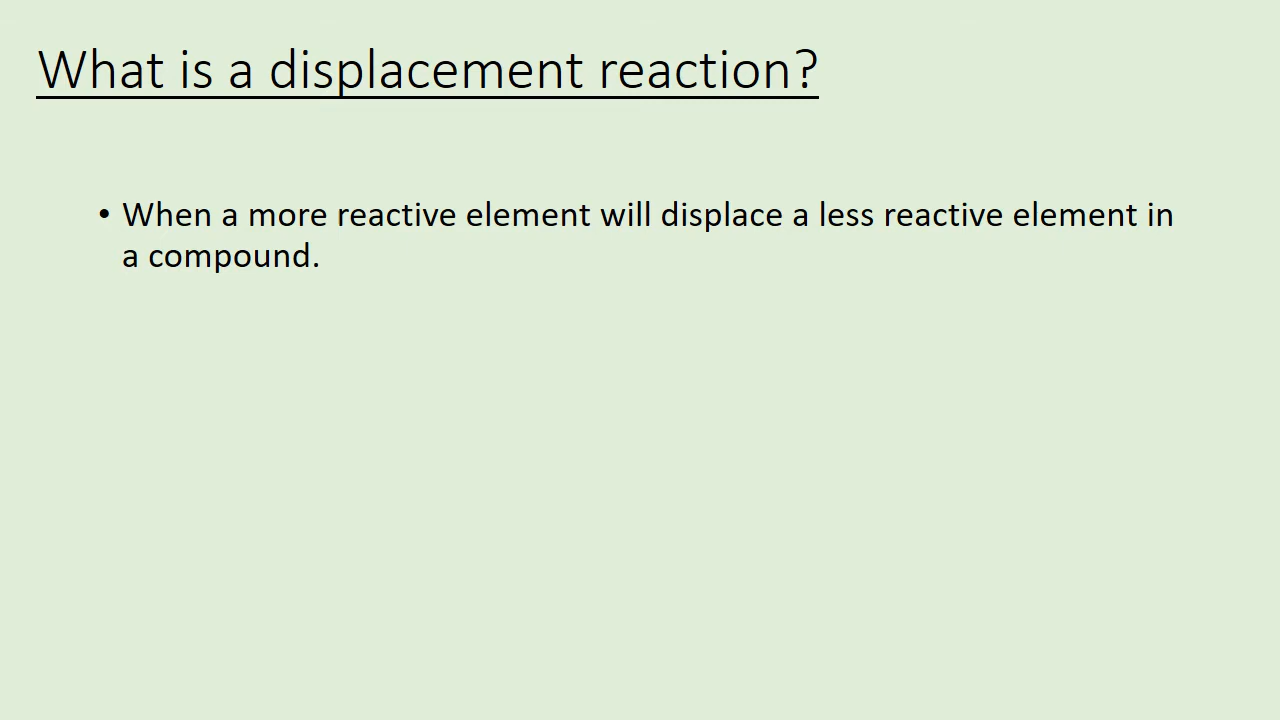 What is a displacement reaction?
• When a more reactive element will displace a less reactive element in
a compound.